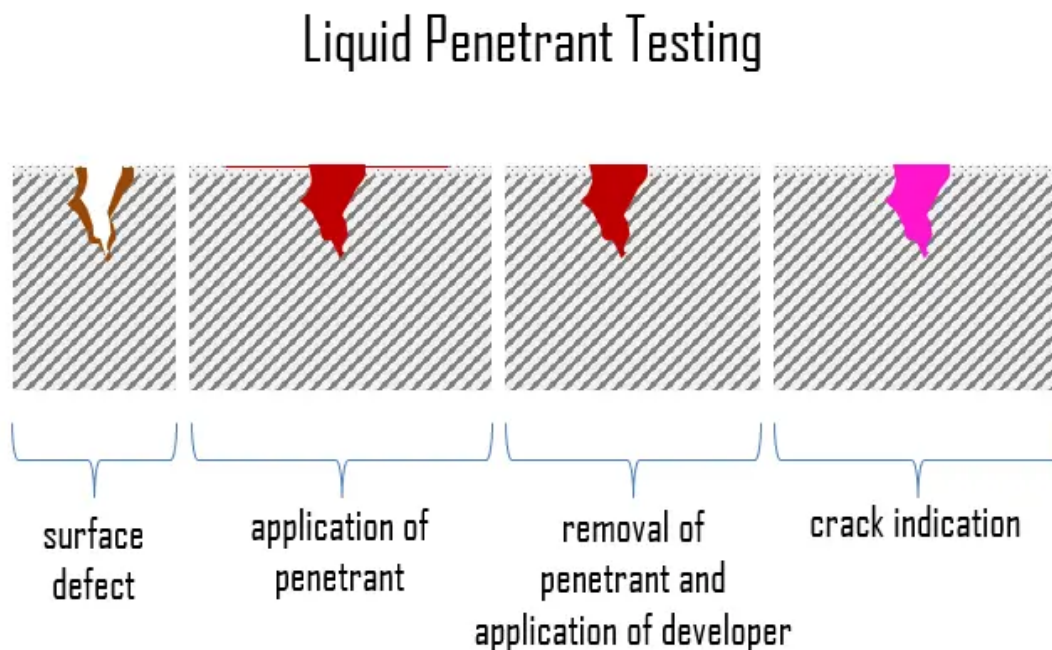 Liquid Penetrant Testing
surface
defect
application of
penetrant
removal of
penetrant and
application of developer
crack indication